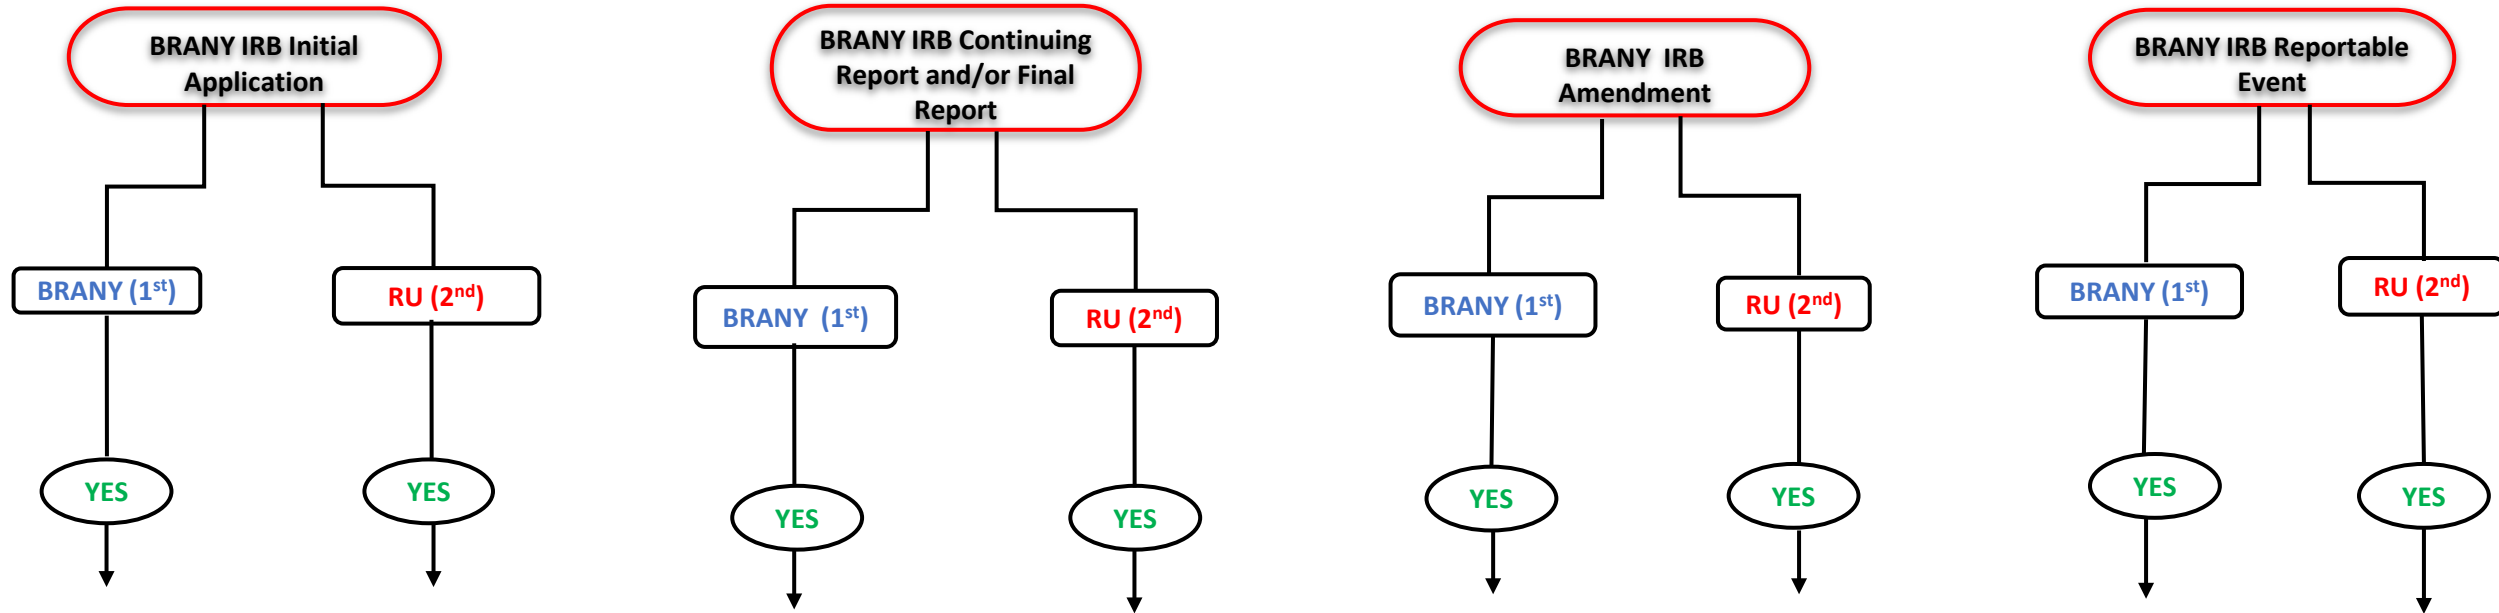 BRANY IRB Initial
Application
BRANY (1st)
RU (2nd)
YES
YES
BRANY IRB Continuing
Report and/or Final
Report
BRANY (1st)
RU (2nd)
YES
YES
BRANY IRB
Amendment
BRANY (1st)
RU (2nd)
YES
YES
BRANY IRB Reportable
Event
BRANY (1st)
RU (2nd)
YES
YES